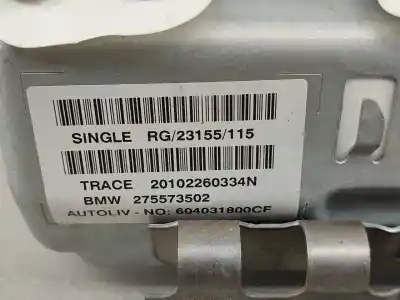 SINGLE RG/23155/115
TRACE 20102260334N
BMW 275573502
AUTOLIV - NO: 604031800CF